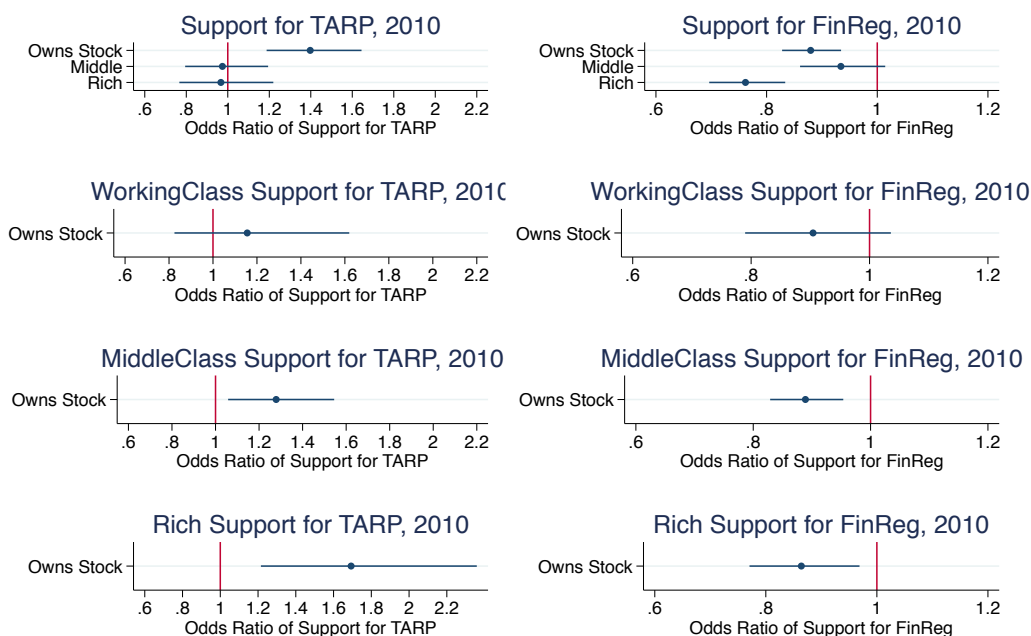 Support for TARP, 2010
Owns Stock
Middle
Rich
.6 .8 1 1.2 1.4 1.6 1.8 2 2.2
Odds Ratio of Support for TARP
Support for FinReg, 2010
Owns Stock
Middle
Rich
.6 .8 1 1.2
Odds Ratio of Support for FinReg
WorkingClass Support for TARP, 2010
Owns Stock
.6 .8 1 1.2 1.4 1.6 1.8 2 2.2
Odds Ratio of Support for TARP
WorkingClass Support for FinReg, 2010
Owns Stock
.6 .8 1 1.2
Odds Ratio of Support for FinReg
MiddleClass Support for TARP, 2010
Owns Stock
.6 .8 1 1.2 1.4 1.6 1.8 2 2.2
Odds Ratio of Support for TARP
MiddleClass Support for FinReg, 2010
Owns Stock
.6 .8 1 1.2
Odds Ratio of Support for FinReg
Rich Support for TARP, 2010
Owns Stock
.6 .8 1 1.2 1.4 1.6 1.8 2 2.2
Odds Ratio of Support for TARP
Rich Support for FinReg, 2010
Owns Stock
.6 .8 1 1.2
Odds Ratio of Support for FinReg